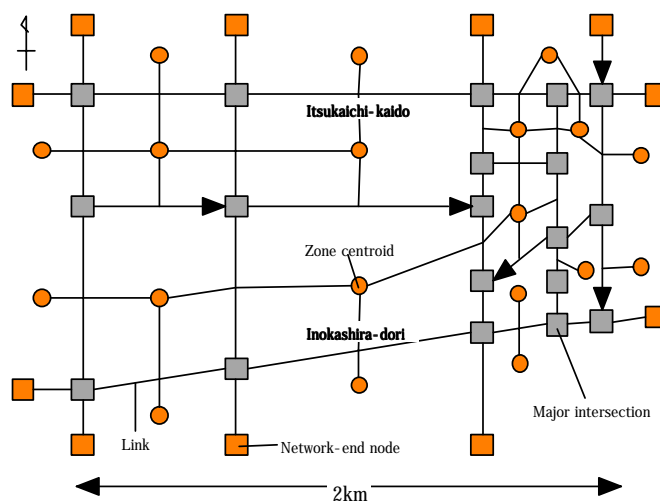 Itsukaichi-kaido
Zone centroid
Inokashira-dori
Major intersection
Link
Network-end node
2km